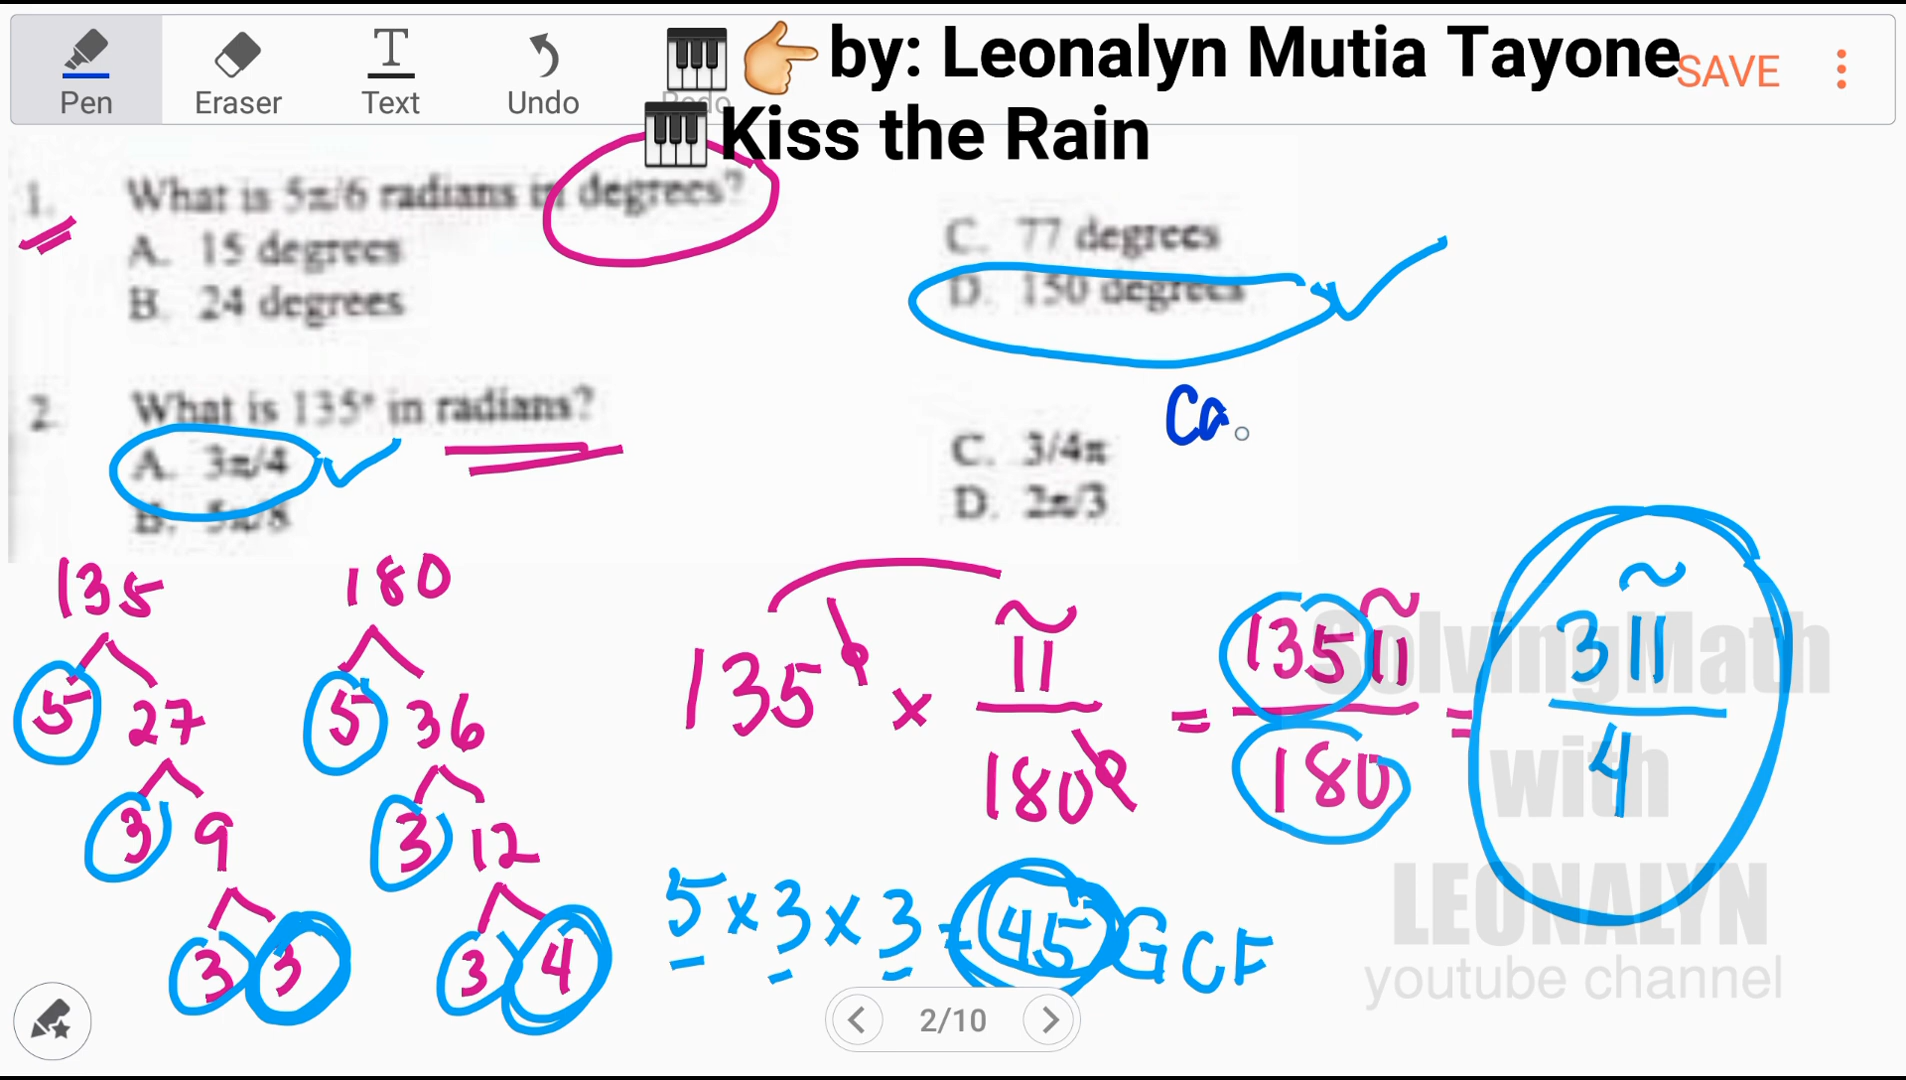 Pen Eraser Text Undo Redo SAVE
by: Leonalyn Mutia Tayone
Kiss the Rain
1. What is 5π/6 radians in degrees?
A. 15 degrees
B. 24 degrees
C. 77 degrees
D. 150 degrees
2. What is 135° in radians?
A. 3π/4
B. 5π/8
C. 3/4π
D. 2π/3
Ca
135
5 27
3 9
3 3
180
5 36
3 12
3 4
135° × π/180° = 135π/180 = 3π/4
5 × 3 × 3 = 45 GCF
SolvingMath
with
LEONALYN
youtube channel
2/10